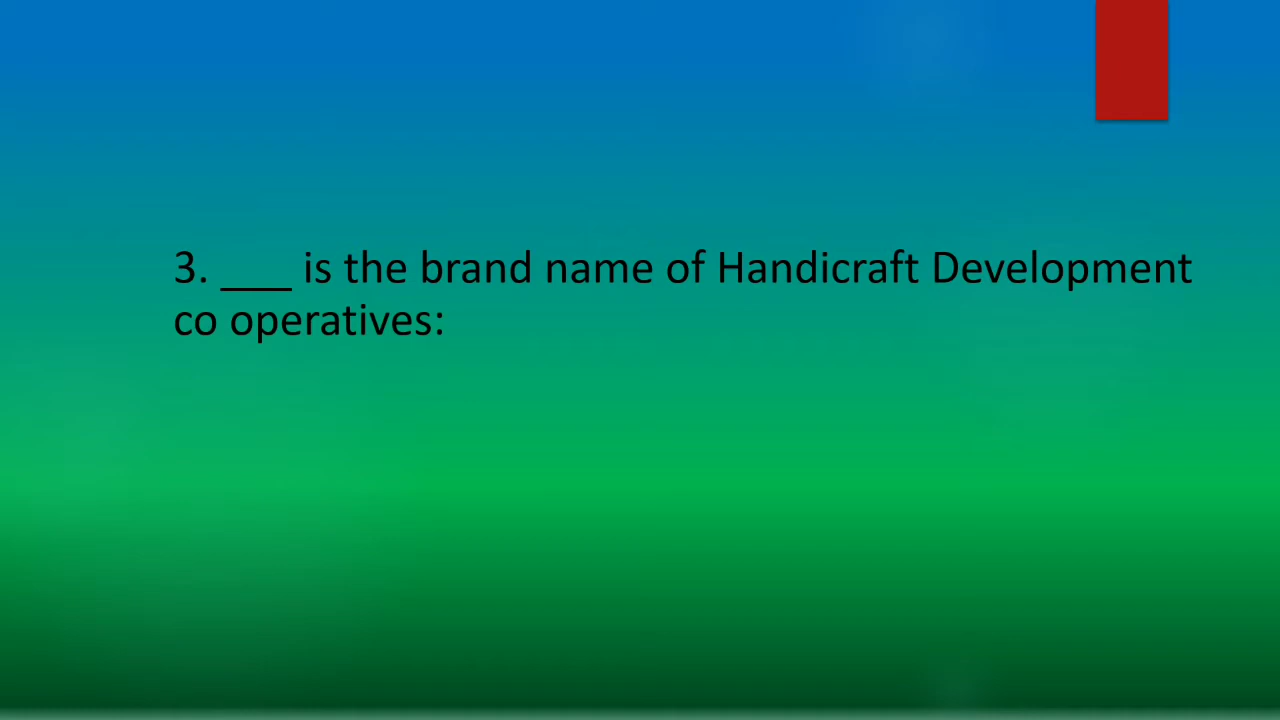 3. ___ is the brand name of Handicraft Development
co operatives: